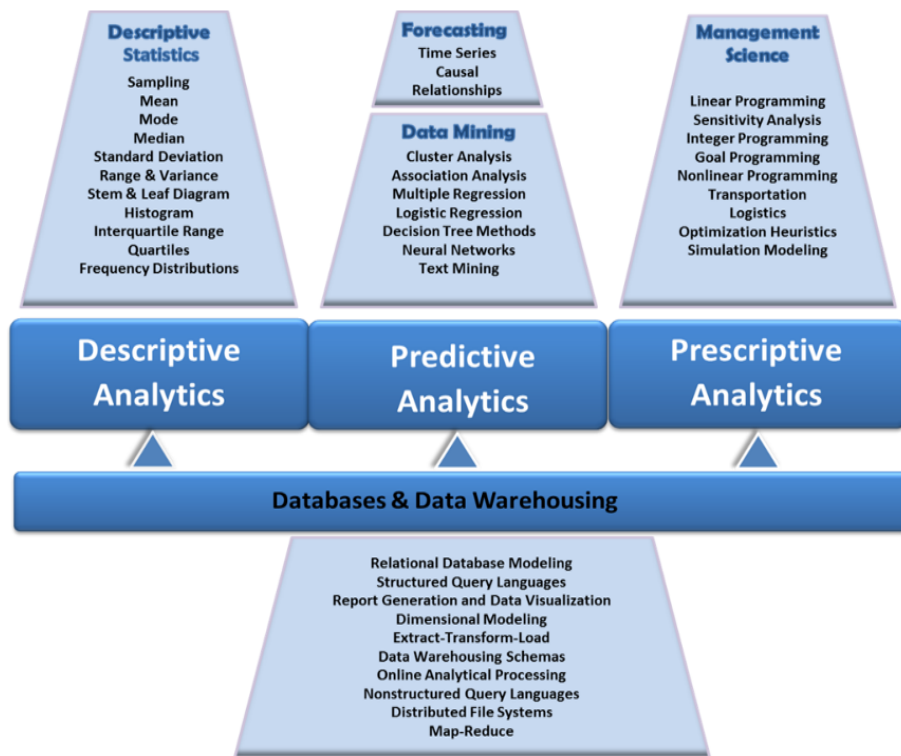 Descriptive
Statistics
Sampling
Mean
Mode
Median
Standard Deviation
Range & Variance
Stem & Leaf Diagram
Histogram
Interquartile Range
Quartiles
Frequency Distributions
Forecasting
Time Series
Causal
Relationships
Data Mining
Cluster Analysis
Association Analysis
Multiple Regression
Logistic Regression
Decision Tree Methods
Neural Networks
Text Mining
Management
Science
Linear Programming
Sensitivity Analysis
Integer Programming
Goal Programming
Nonlinear Programming
Transportation
Logistics
Optimization Heuristics
Simulation Modeling
Descriptive
Analytics
Predictive
Analytics
Prescriptive
Analytics
Databases & Data Warehousing
Relational Database Modeling
Structured Query Languages
Report Generation and Data Visualization
Dimensional Modeling
Extract-Transform-Load
Data Warehousing Schemas
Online Analytical Processing
Nonstructured Query Languages
Distributed File Systems
Map-Reduce